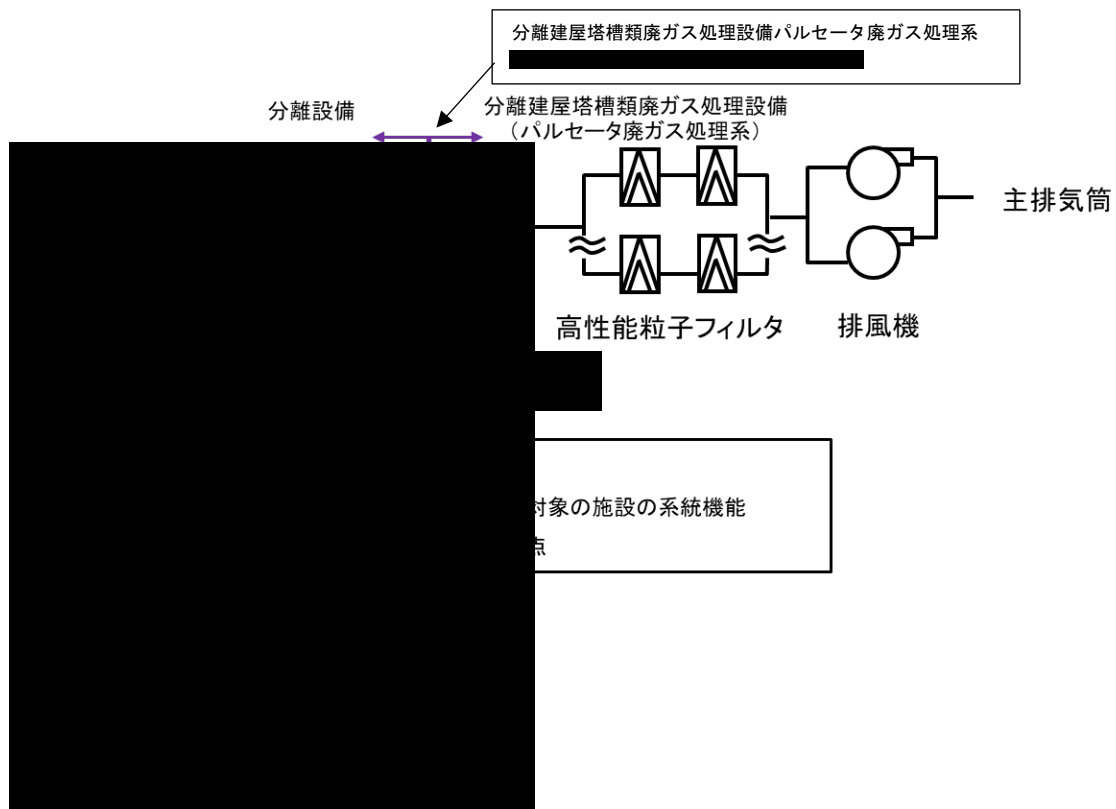 分離建屋塔槽類廃ガス処理設備パルセータ廃ガス処理系
分離設備
分離建屋塔槽類廃ガス処理設備
（パルセータ廃ガス処理系）
主排気筒
高性能粒子フィルタ
排風機
対象の施設の系統機能
点